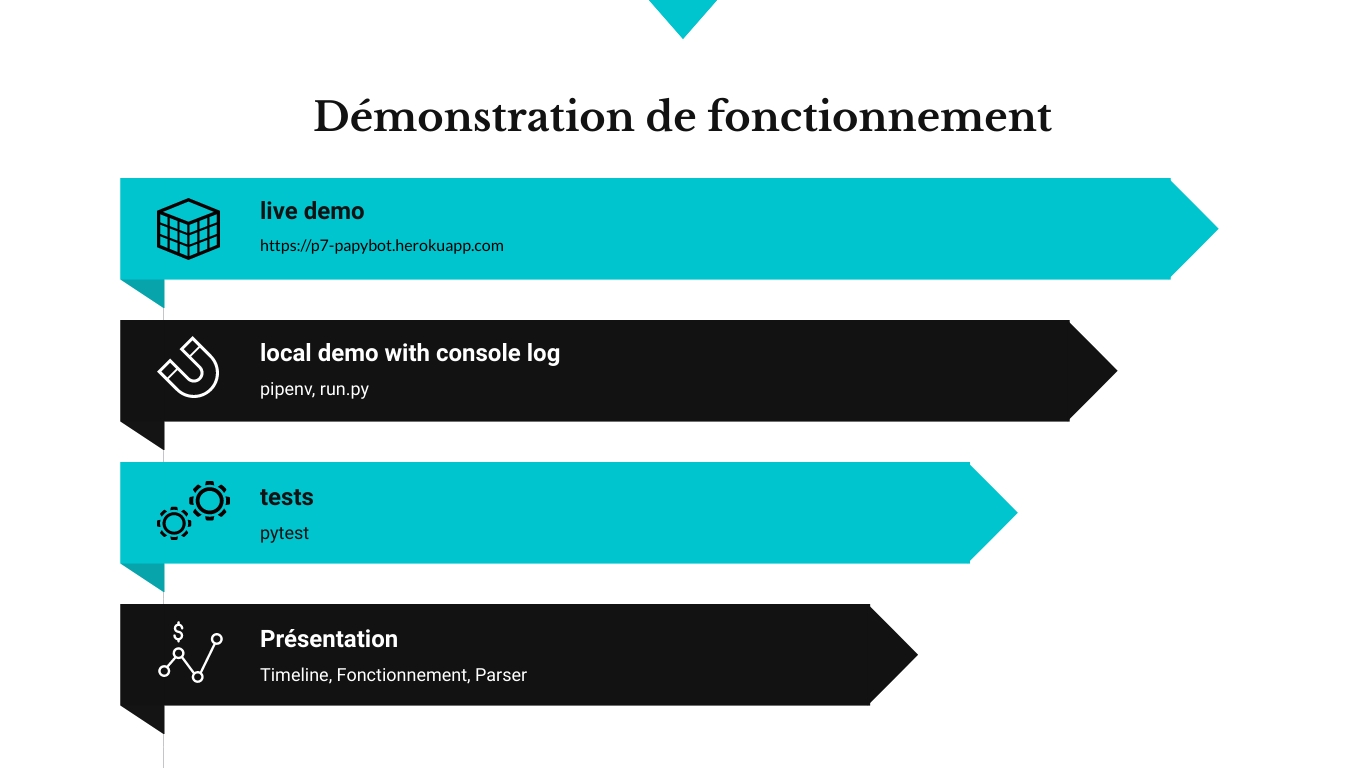 Démonstration de fonctionnement
live demo
https://p7-papybot.herokuapp.com
local demo with console log
pipenv, run.py
tests
pytest
$
Présentation
Timeline, Fonctionnement, Parser